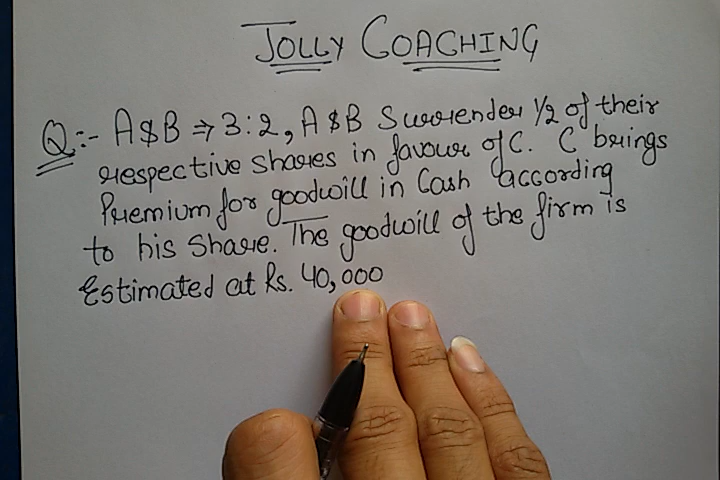 JOLLY COACHING
Q:- A$B ⇒ 3:2, A $B Surrender 1/2 of their
respective shares in favour of C. C brings
Premium for goodwill in Cash according
to his Share. The goodwill of the firm is
Estimated at Rs. 40,000